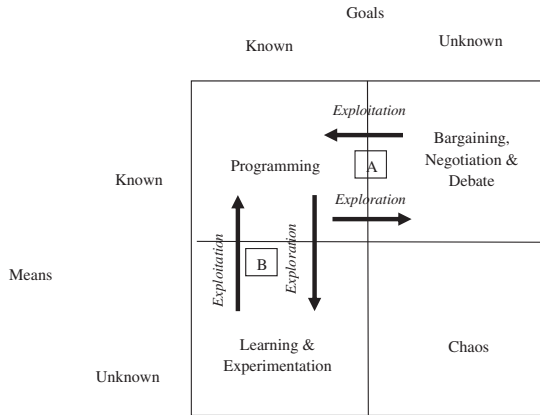 Goals
Known
Unknown
Exploitation
Bargaining,
Negotiation &
Debate
A
Programming
Known
Exploration
Exploitation
Exploration
B
Means
Learning &
Experimentation
Chaos
Unknown